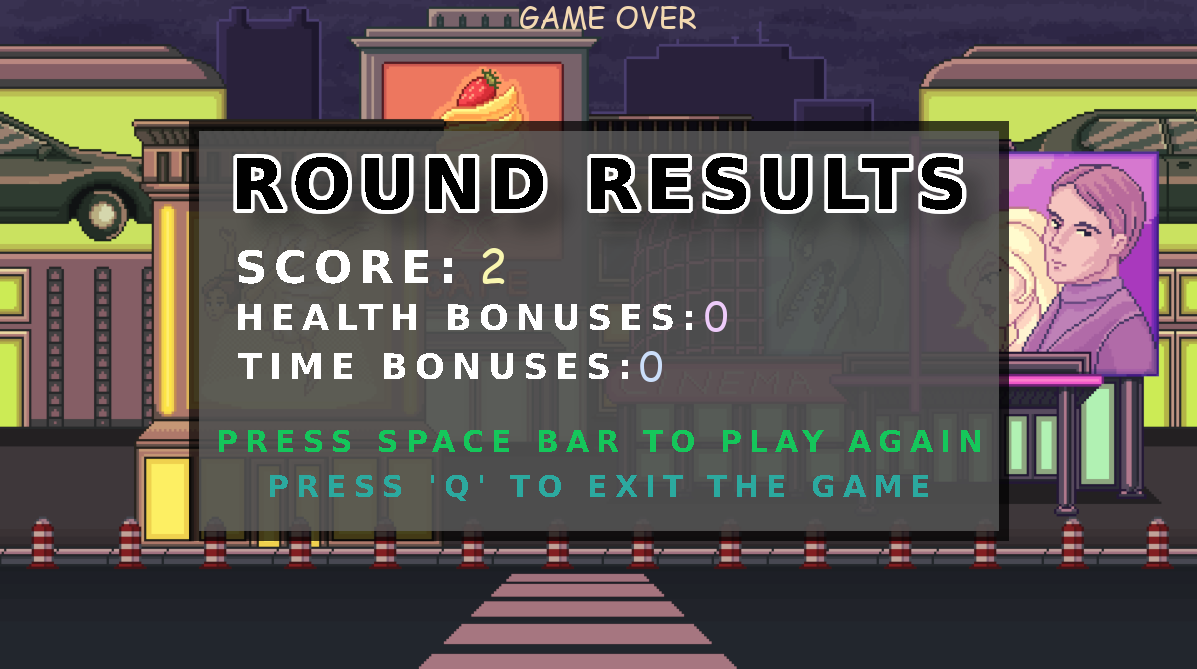 GAME OVER
ROUND RESULTS
SCORE: 2
HEALTH BONUSES:0
TIME BONUSES:0
PRESS SPACE BAR TO PLAY AGAIN
PRESS 'Q' TO EXIT THE GAME